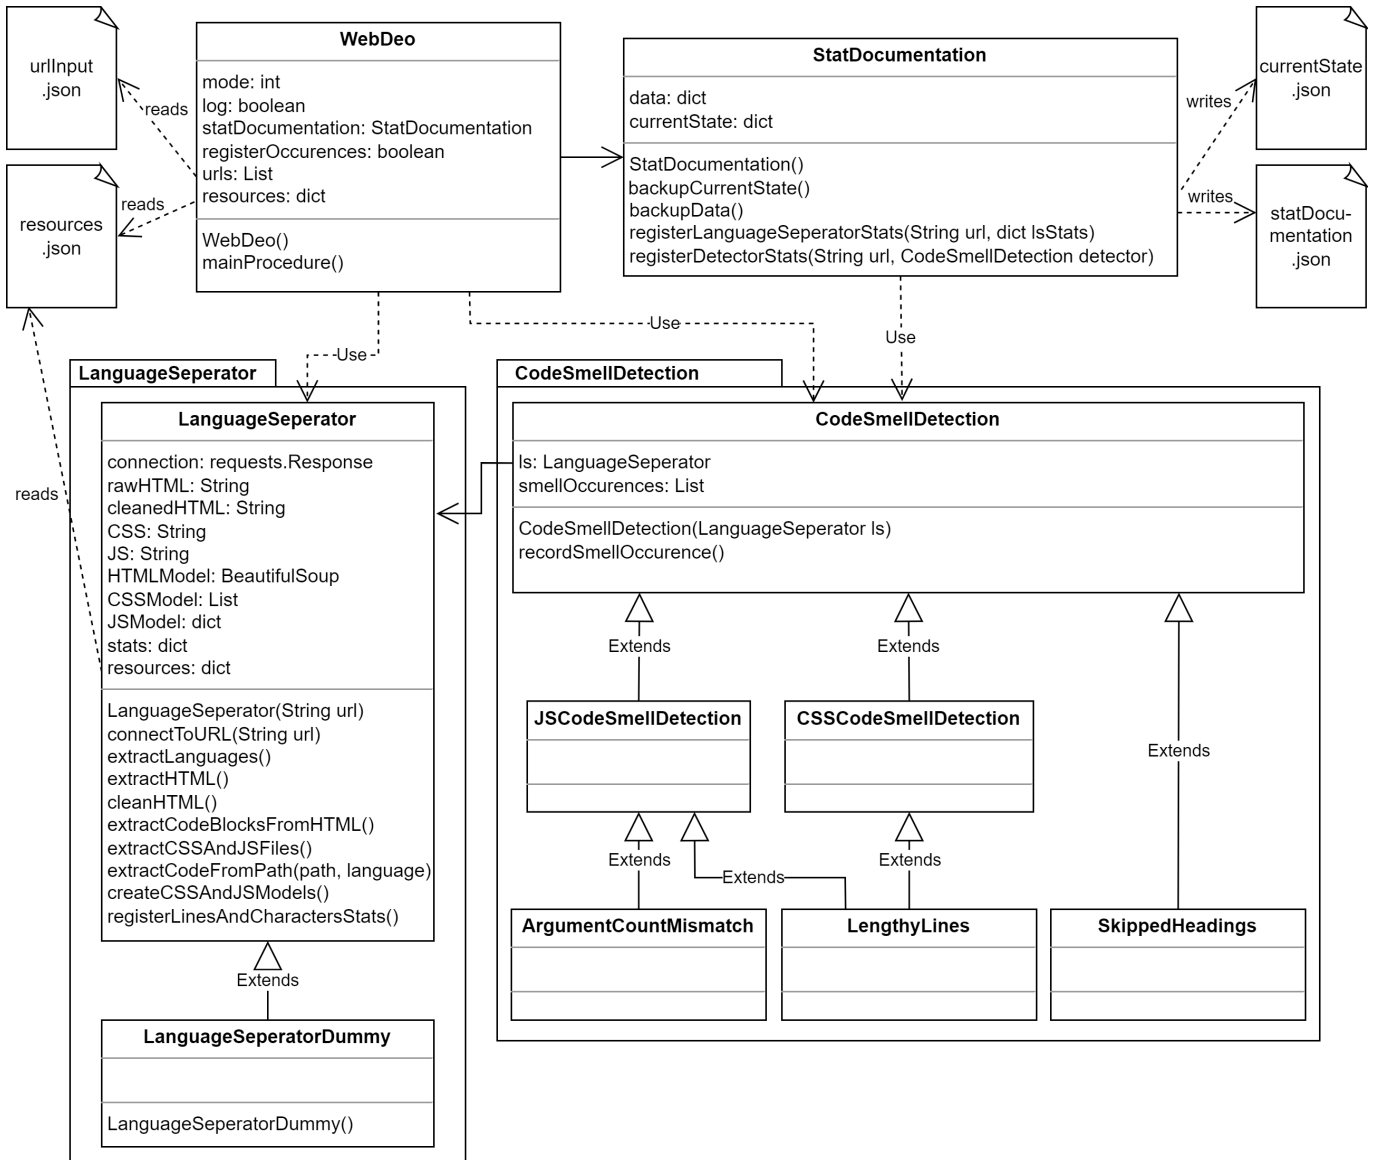 urlInput
.json
resources
.json
reads
reads
reads
WebDeo
mode: int
log: boolean
statDocumentation: StatDocumentation
registerOccurences: boolean
urls: List
resources: dict
WebDeo()
mainProcedure()
StatDocumentation
data: dict
currentState: dict
StatDocumentation()
backupCurrentState()
backupData()
registerLanguageSeperatorStats(String url, dict lsStats)
registerDetectorStats(String url, CodeSmellDetection detector)
writes
writes
currentState
.json
statDocu-
mentation
.json
Use
Use
Use
LanguageSeperator
LanguageSeperator
connection: requests.Response
rawHTML: String
cleanedHTML: String
CSS: String
JS: String
HTMLModel: BeautifulSoup
CSSModel: List
JSModel: dict
stats: dict
resources: dict
LanguageSeperator(String url)
connectToURL(String url)
extractLanguages()
extractHTML()
cleanHTML()
extractCodeBlocksFromHTML()
extractCSSAndJSFiles()
extractCodeFromPath(path, language)
createCSSAndJSModels()
registerLinesAndCharactersStats()
Extends
LanguageSeperatorDummy
LanguageSeperatorDummy()
CodeSmellDetection
CodeSmellDetection
ls: LanguageSeperator
smellOccurences: List
CodeSmellDetection(LanguageSeperator ls)
recordSmellOccurence()
Extends
Extends
Extends
JSCodeSmellDetection
CSSCodeSmellDetection
Extends
Extends
Extends
ArgumentCountMismatch
LengthyLines
SkippedHeadings